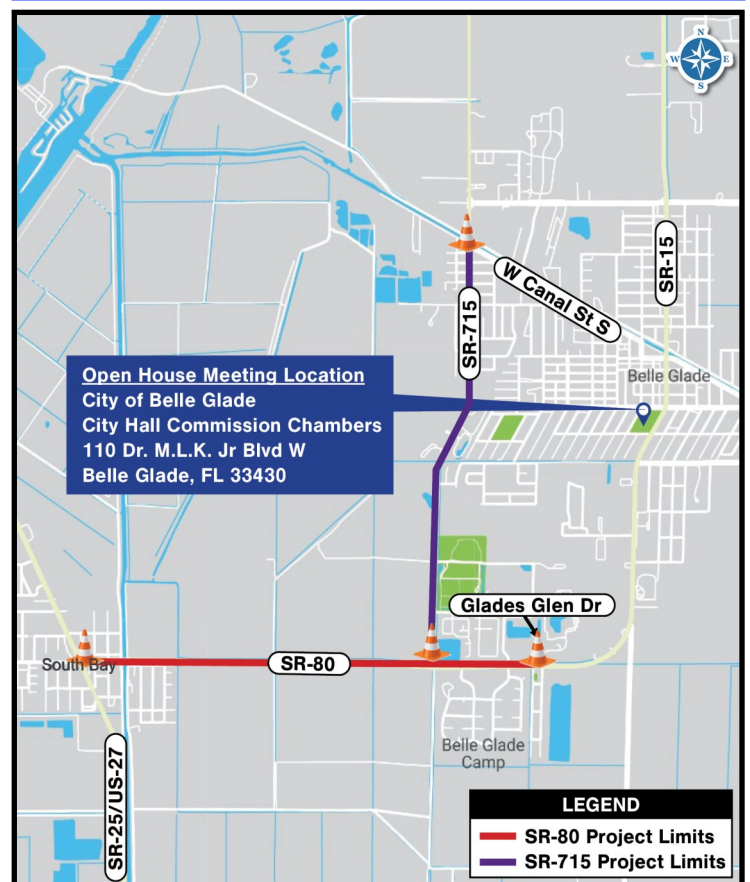 N
W E
S
SR-15
W Canal St S
SR-715
Belle Glade
Open House Meeting Location
City of Belle Glade
City Hall Commission Chambers
110 Dr. M.L.K. Jr Blvd W
Belle Glade, FL 33430
Glades Glen Dr
South Bay
SR-80
Belle Glade
Camp
SR-25/US-27
LEGEND
SR-80 Project Limits
SR-715 Project Limits